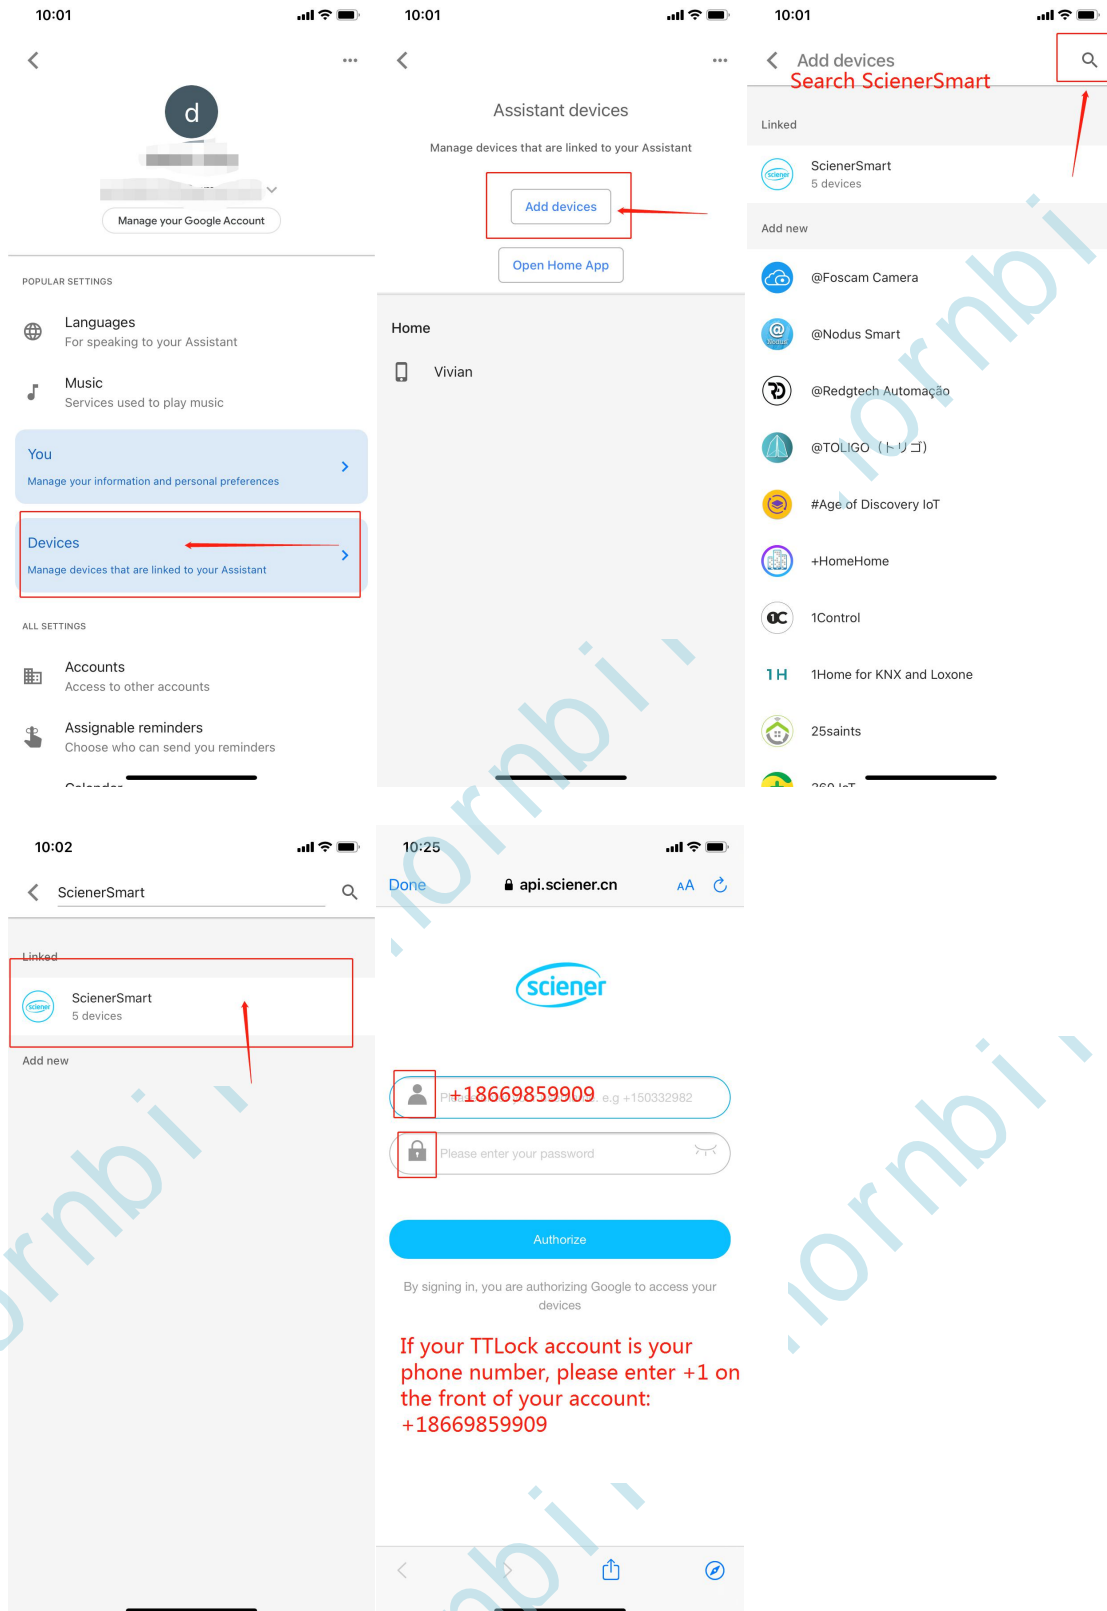 10:01
d
Manage your Google Account
POPULAR SETTINGS
Languages
For speaking to your Assistant
Music
Services used to play music
You
Manage your information and personal preferences
Devices
Manage devices that are linked to your Assistant
ALL SETTINGS
Accounts
Access to other accounts
Assignable reminders
Choose who can send you reminders
10:01
Assistant devices
Manage devices that are linked to your Assistant
Add devices
Open Home App
Home
Vivian
10:01
Add devices
Search ScienerSmart
Linked
sciener
ScienerSmart
5 devices
Add new
@Foscam Camera
@ Nodus
@Nodus Smart
@Redgtech Automação
@TOLIGO（トリゴ）
#Age of Discovery IoT
+HomeHome
1C
1Control
1H
1Home for KNX and Loxone
25saints
10:02
ScienerSmart
Linked
sciener
ScienerSmart
5 devices
Add new
10:25
Done
api.sciener.cn
AA
sciener
+18669859909
e.g +150332982
Please enter your password
Authorize
By signing in, you are authorizing Google to access your
devices
If your TTLock account is your
phone number, please enter +1 on
the front of your account:
+18669859909